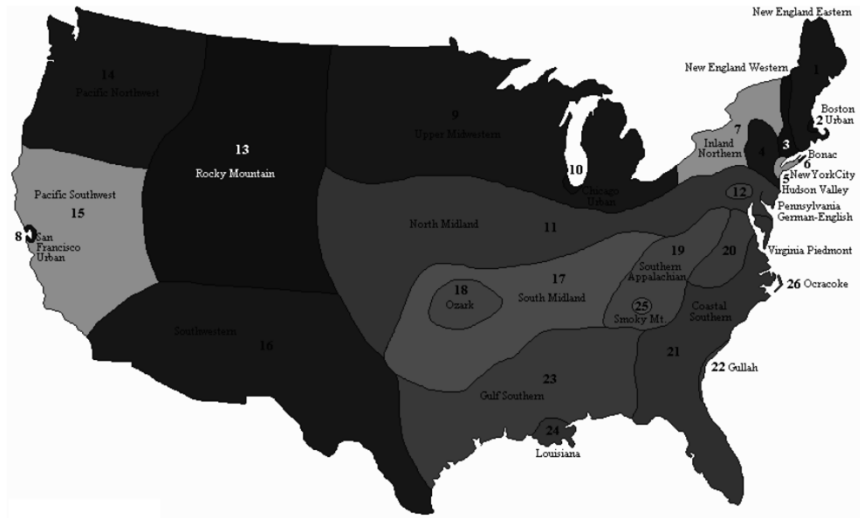 New England Eastern
New England Western
1
14
Pacific Northwest
Boston
2 Urban
9
Upper Midwestern
7
Inland
Northern
4
3
Bonac
6
13
Rocky Mountain
10
Chicago
Urban
5
New York City
12
Hudson Valley
Pacific Southwest
15
Pennsylvania
German-English
North Midland
11
8
San
Francisco
Urban
19
20
Virginia Piedmont
Southern
Appalachian
17
South Midland
18
Ozark
26 Ocracoke
25
Smoky Mt.
Coastal
Southern
Southwestern
16
21
22 Gullah
23
Gulf Southern
24
Louisiana